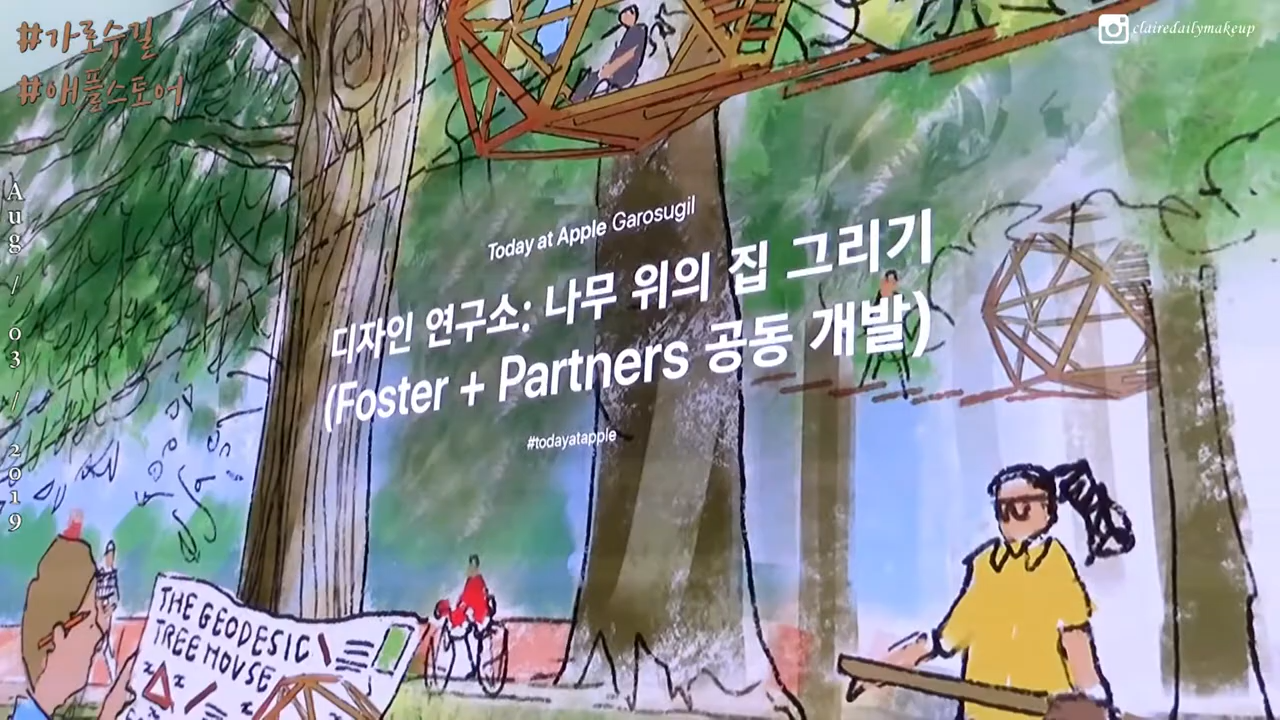 #가로수길
#애플스토어
clairedailymakeup
Aug / 03 / 2019
Today at Apple Garosugil
디자인 연구소: 나무 위의 집 그리기
(Foster + Partners 공동 개발)
#todayatapple
THE GEODESIC
TREE HOUSE